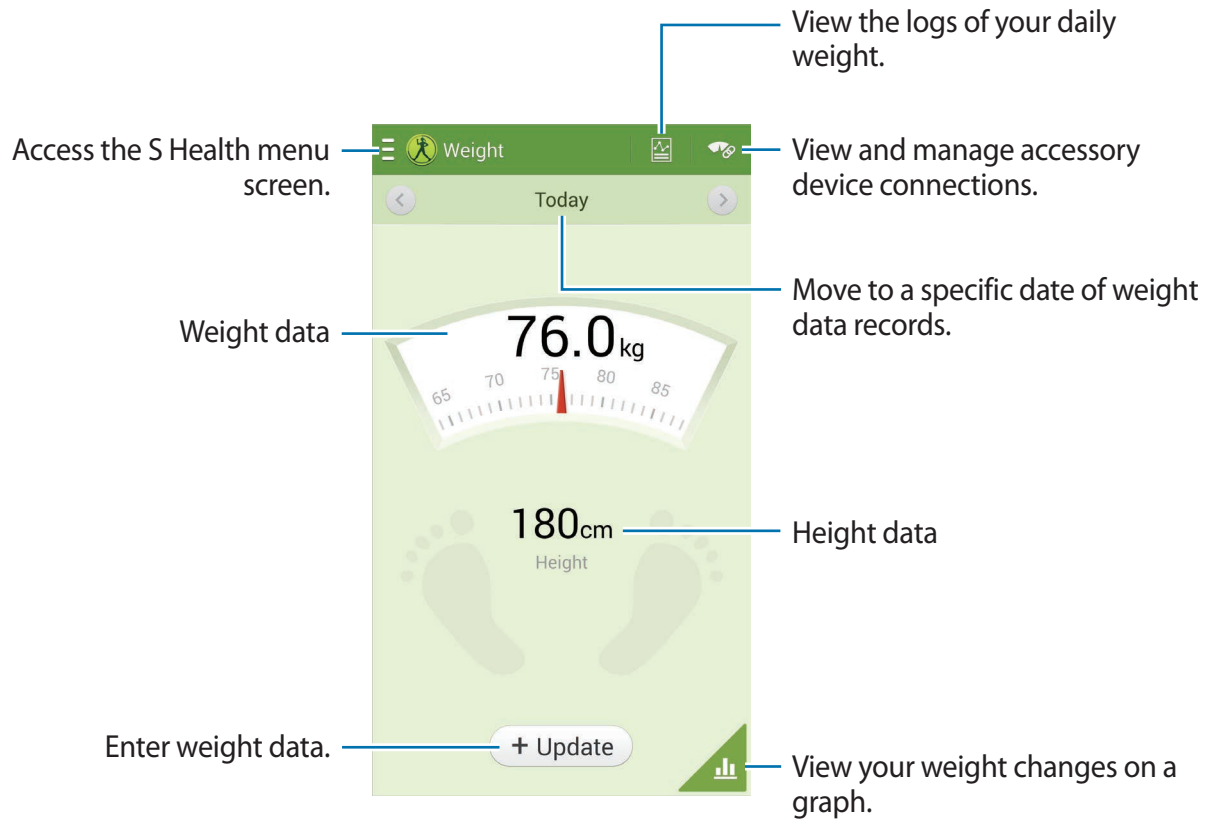 View the logs of your daily
weight.
Access the S Health menu
screen.
Weight
View and manage accessory
device connections.
Today
Move to a specific date of weight
data records.
Weight data
76.0 kg
65 70 75 80 85
180cm
Height
Height data
Enter weight data.
+ Update
View your weight changes on a
graph.